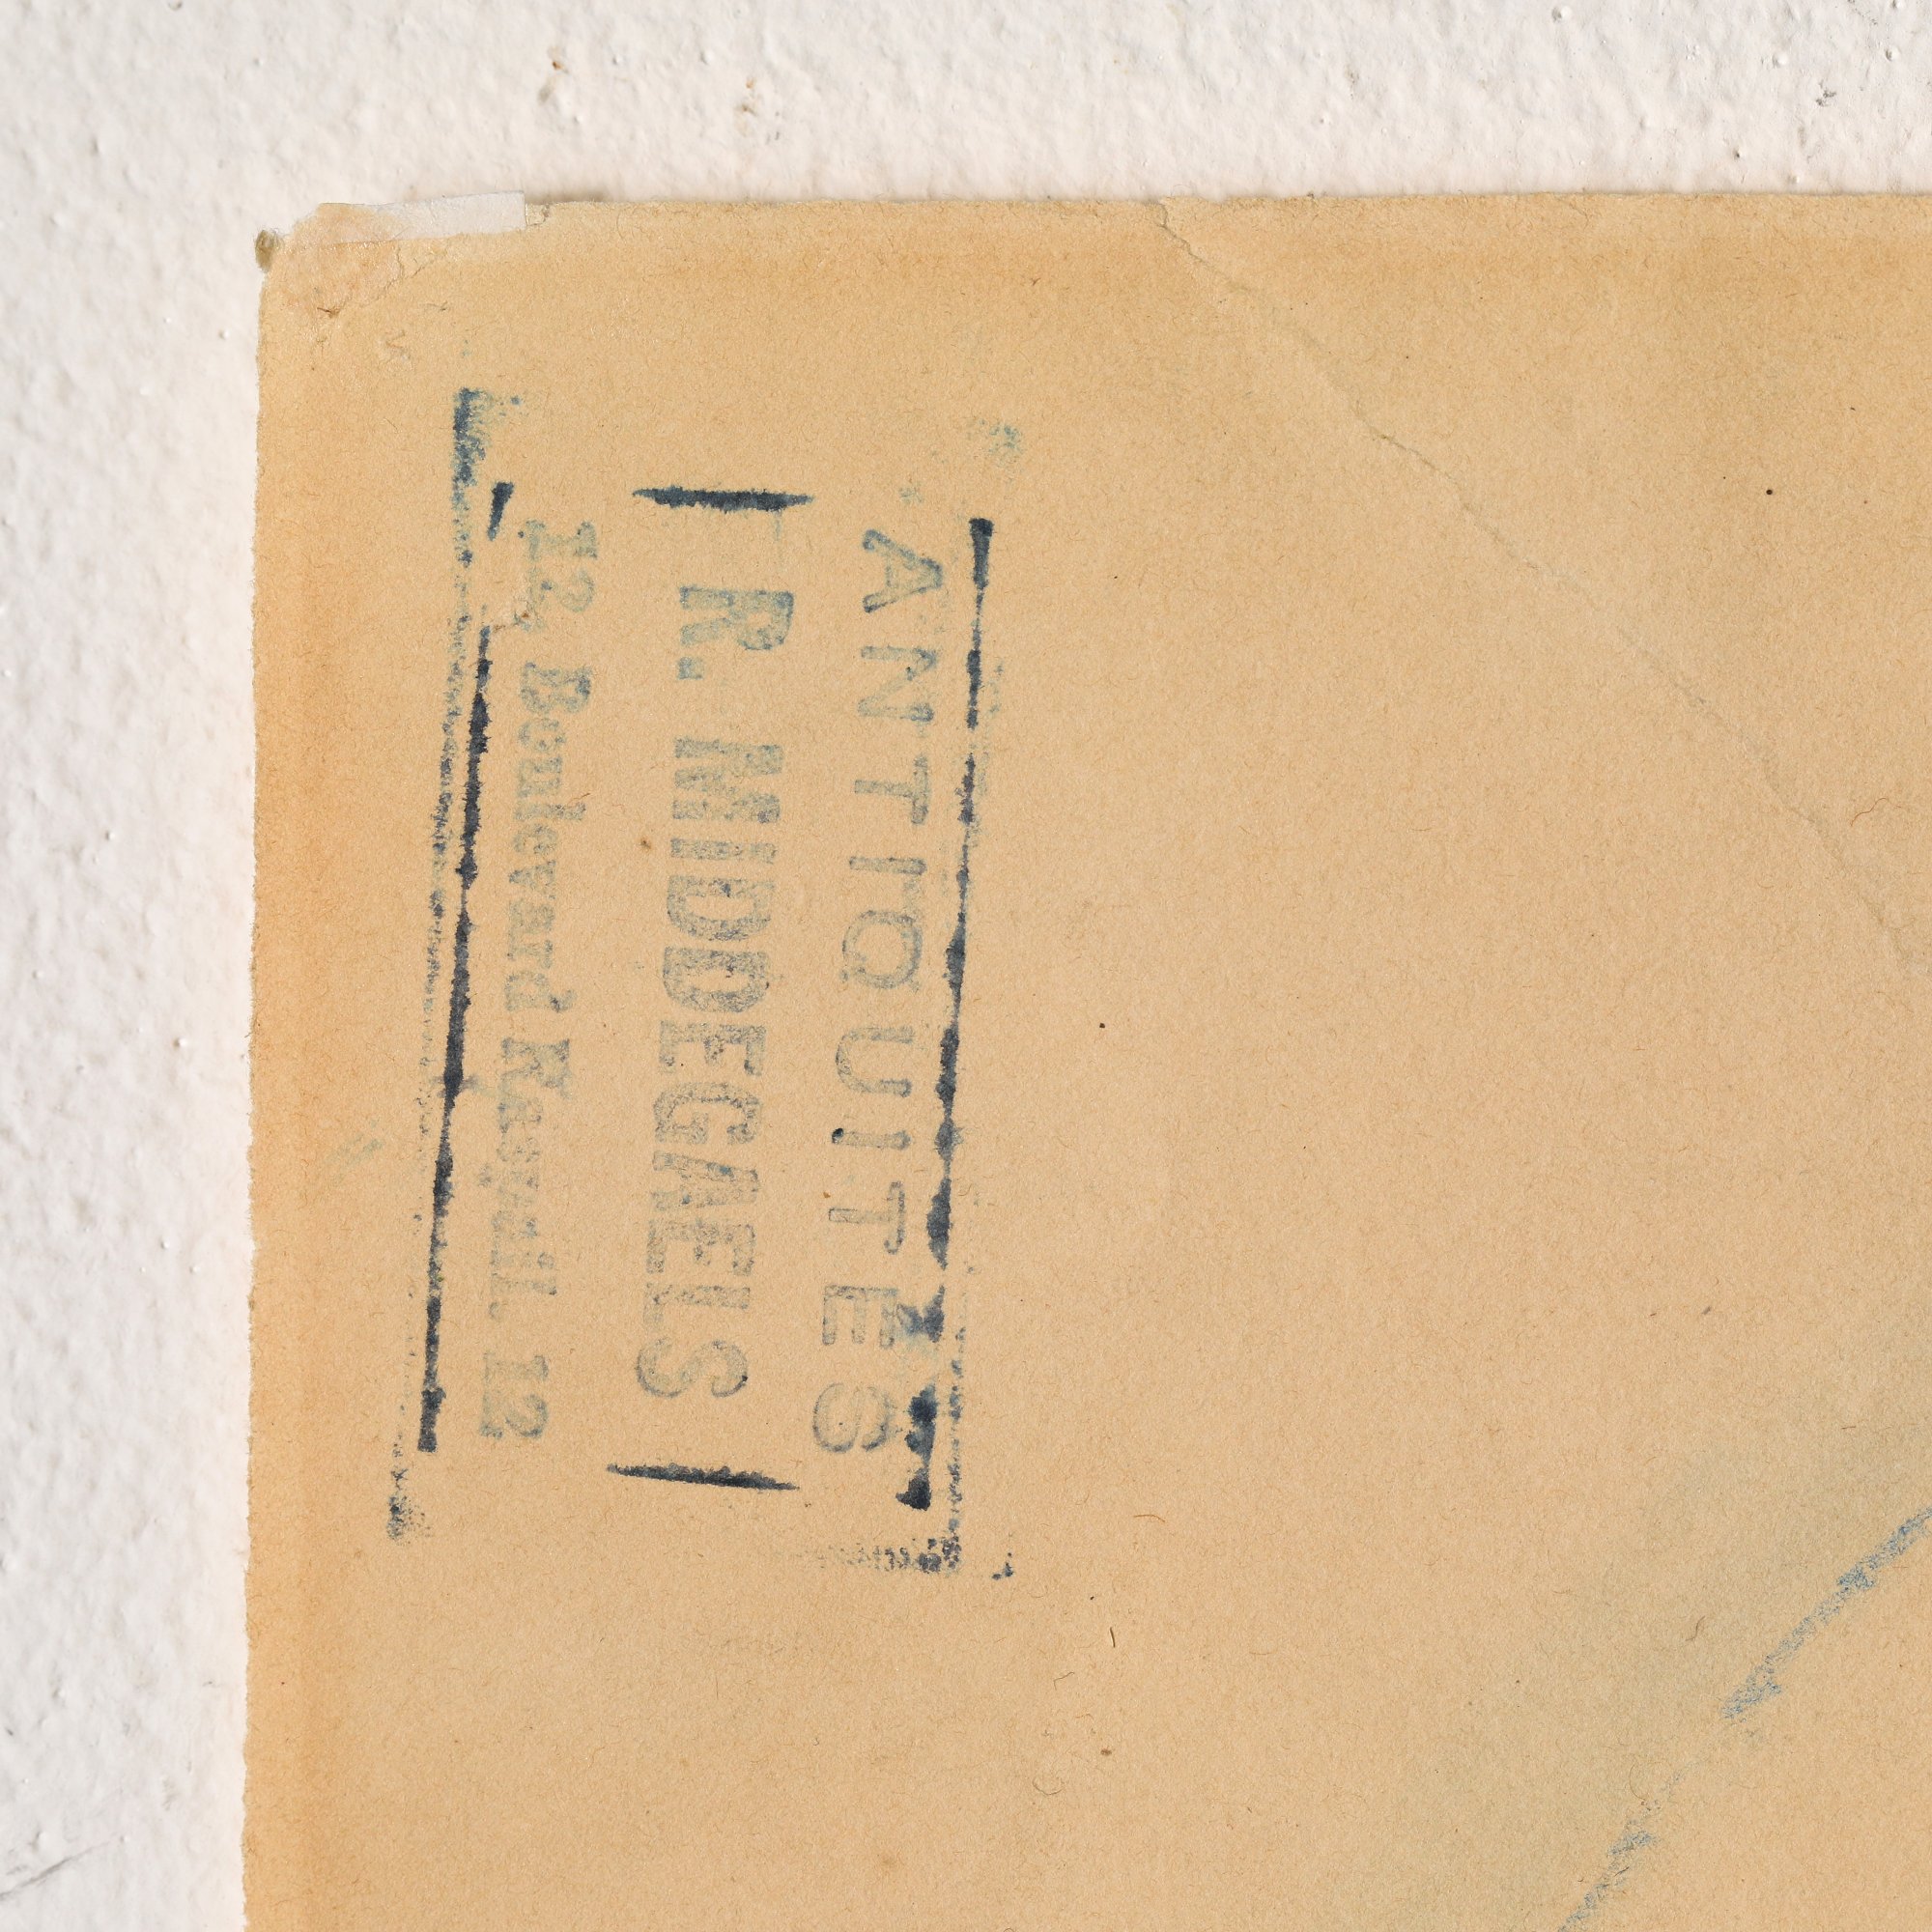 ANTIQUITES
R. MIDDEGAELS
12, Boulevard Raspail. 12